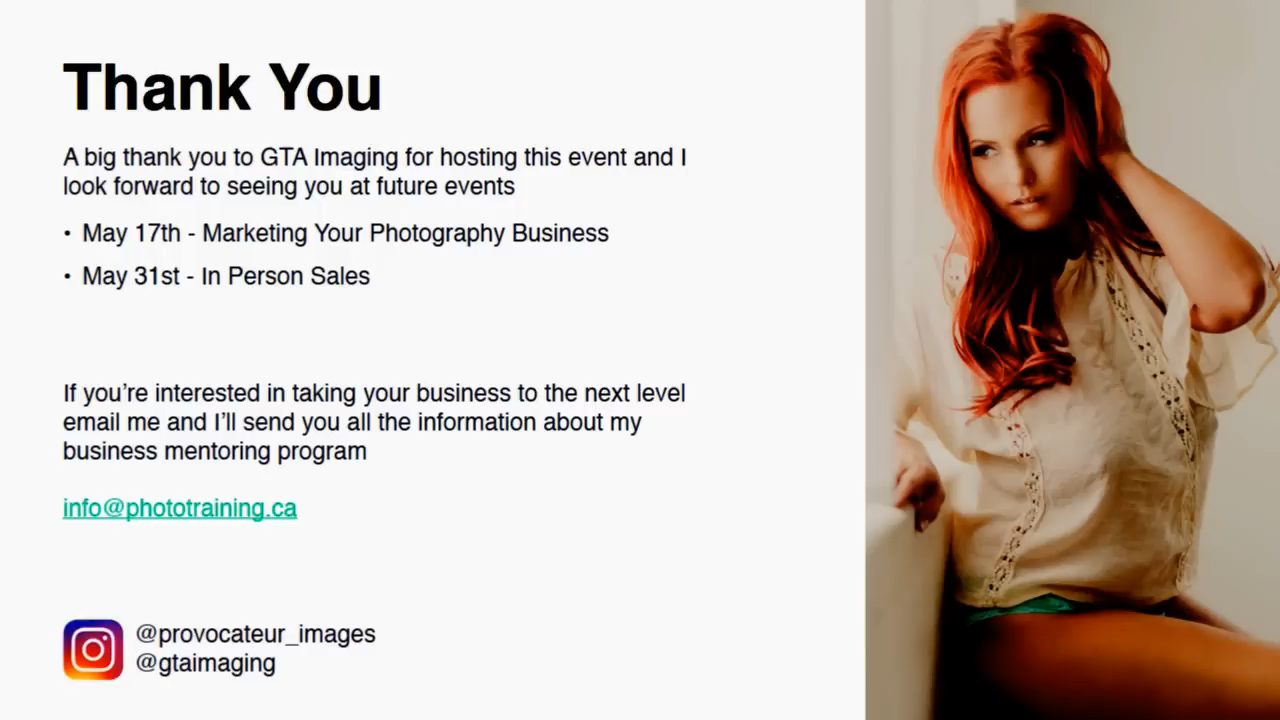 Thank You
A big thank you to GTA Imaging for hosting this event and I
look forward to seeing you at future events
• May 17th - Marketing Your Photography Business
• May 31st - In Person Sales
If you’re interested in taking your business to the next level
email me and I’ll send you all the information about my
business mentoring program
info@phototraining.ca
@provocateur_images
@gtaimaging